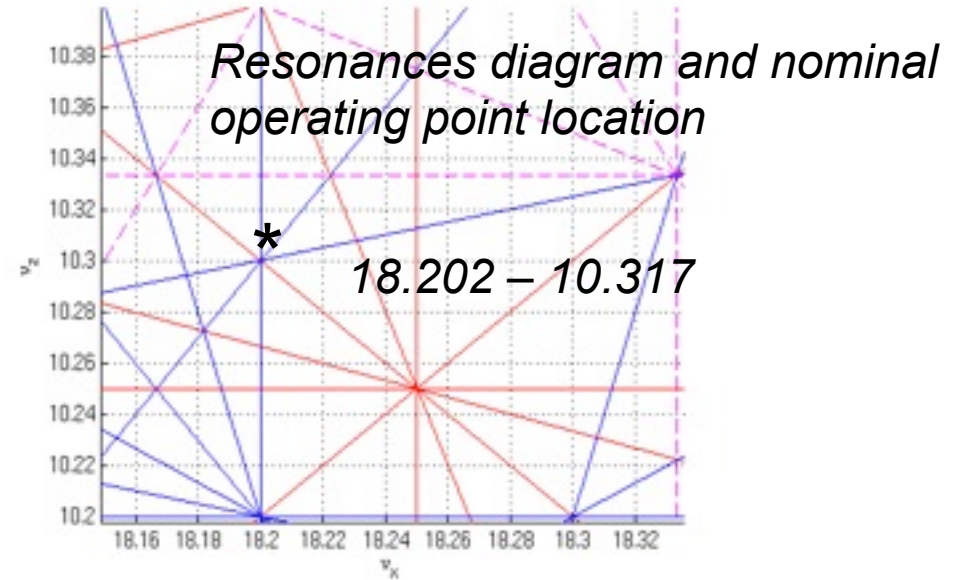 Resonances diagram and nominal
operating point location
*
18.202 – 10.317
10.38
10.36
10.34
10.32
10.3
10.28
10.26
10.24
10.22
10.2
ν_z
18.16 18.18 18.2 18.22 18.24 18.26 18.28 18.3 18.32
ν_x